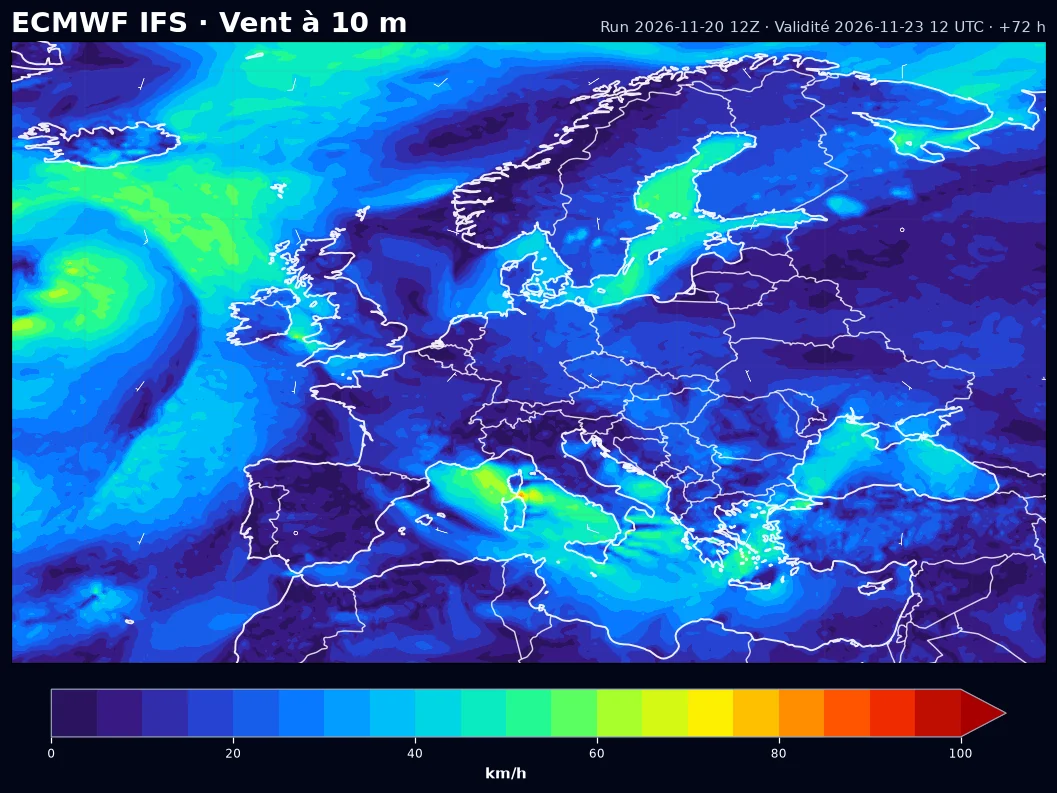 ECMWF IFS · Vent à 10 m
Run 2026-11-20 12Z · Validité 2026-11-23 12 UTC · +72 h
0 20 40 60 80 100
km/h